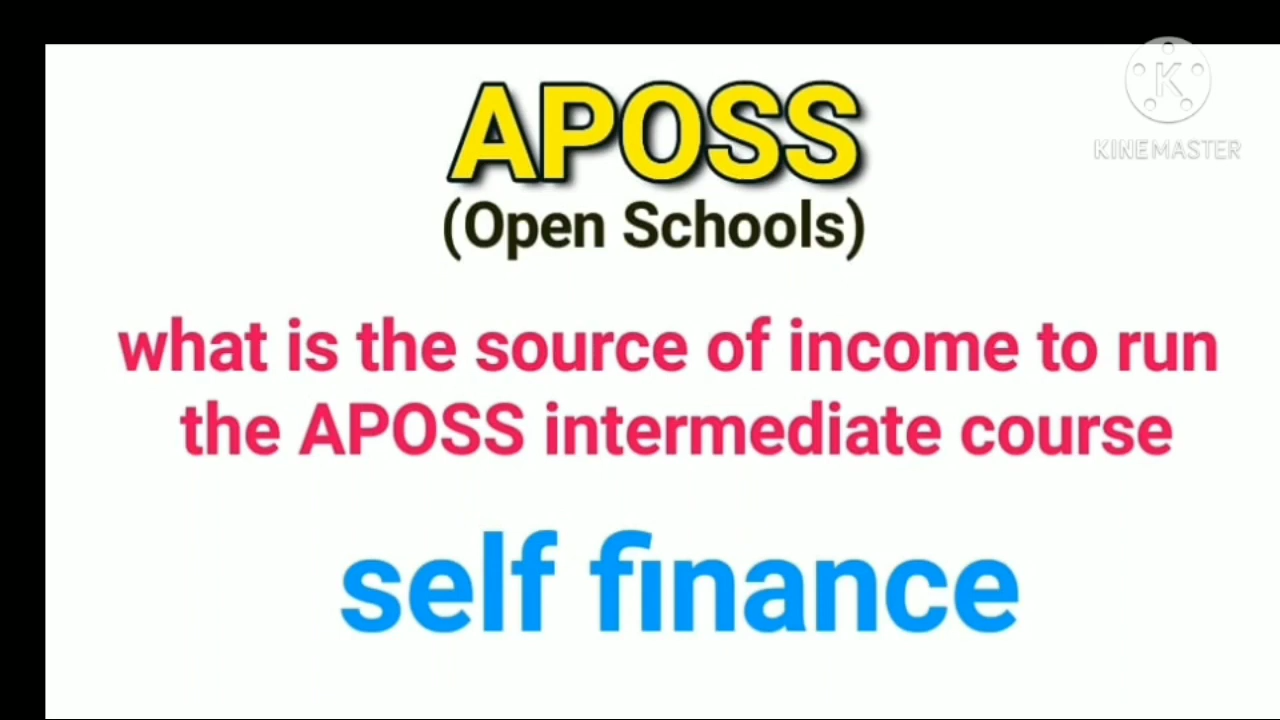 APOSS
K
KINEMASTER
(Open Schools)
what is the source of income to run
the APOSS intermediate course
self finance